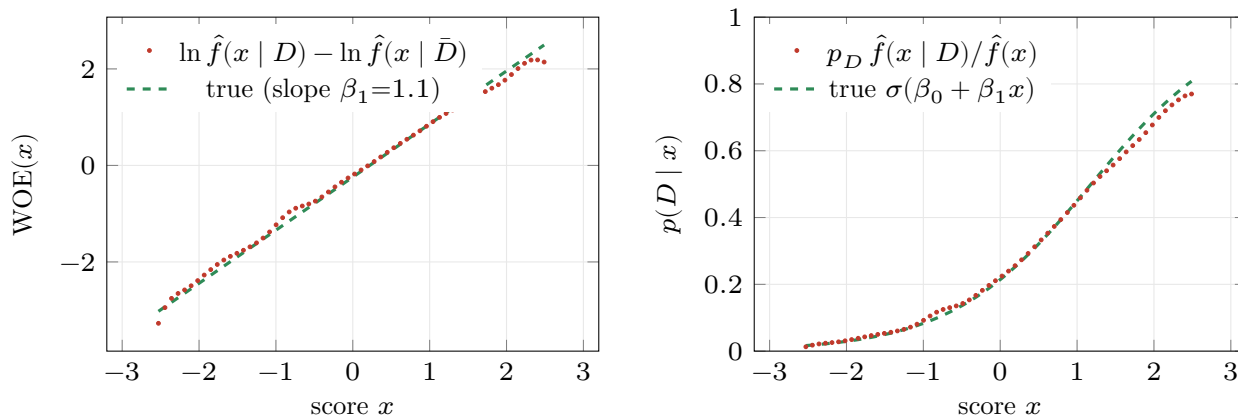 ln f̂(x | D) − ln f̂(x | D̄)
true (slope β₁=1.1)
WOE(x)
2
0
−2
−3 −2 −1 0 1 2 3
score x
p_D f̂(x | D)/f̂(x)
true σ(β₀ + β₁x)
p(D | x)
1
0.8
0.6
0.4
0.2
0
−3 −2 −1 0 1 2 3
score x